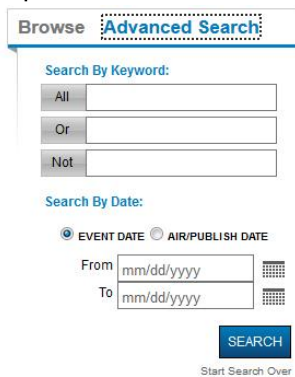 Browse Advanced Search
Search By Keyword:
All
Or
Not
Search By Date:
EVENT DATE AIR/PUBLISH DATE
From mm/dd/yyyy
To mm/dd/yyyy
SEARCH
Start Search Over